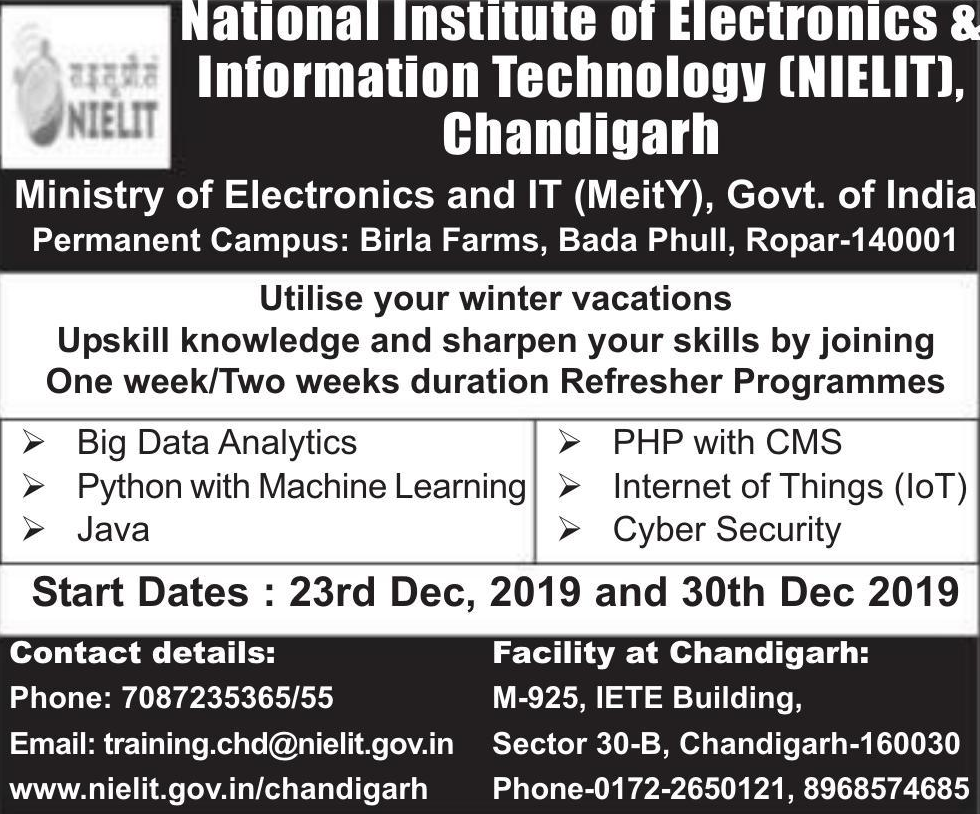 तइतूप्रौसं
NIELIT
National Institute of Electronics &
Information Technology (NIELIT),
Chandigarh
Ministry of Electronics and IT (MeitY), Govt. of India
Permanent Campus: Birla Farms, Bada Phull, Ropar-140001
Utilise your winter vacations
Upskill knowledge and sharpen your skills by joining
One week/Two weeks duration Refresher Programmes
Big Data Analytics
Python with Machine Learning
Java
PHP with CMS
Internet of Things (IoT)
Cyber Security
Start Dates : 23rd Dec, 2019 and 30th Dec 2019
Contact details:
Phone: 7087235365/55
Email: training.chd@nielit.gov.in
www.nielit.gov.in/chandigarh
Facility at Chandigarh:
M-925, IETE Building,
Sector 30-B, Chandigarh-160030
Phone-0172-2650121, 8968574685